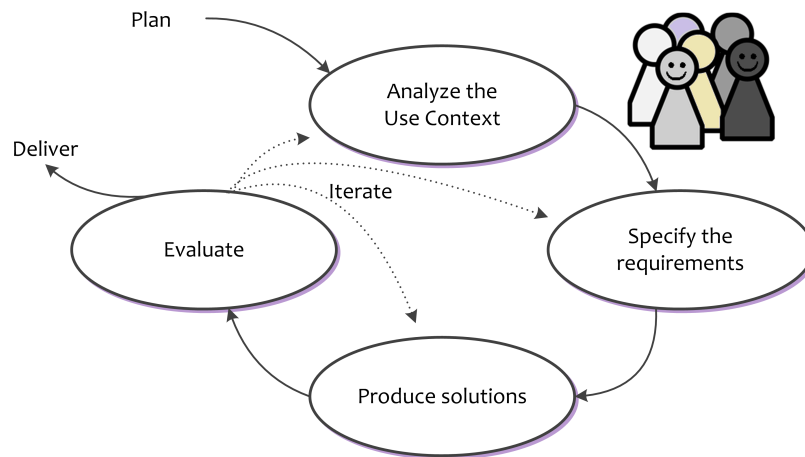 Plan
Analyze the
Use Context
Deliver
Iterate
Evaluate
Specify the
requirements
Produce solutions